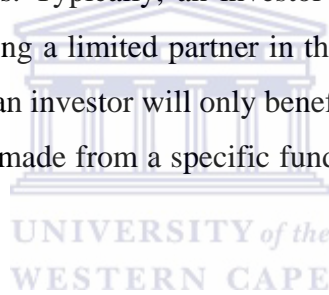 s. Typically, an investor
ing a limited partner in th
an investor will only benef
made from a specific fund
UNIVERSITY of the
WESTERN CAPE